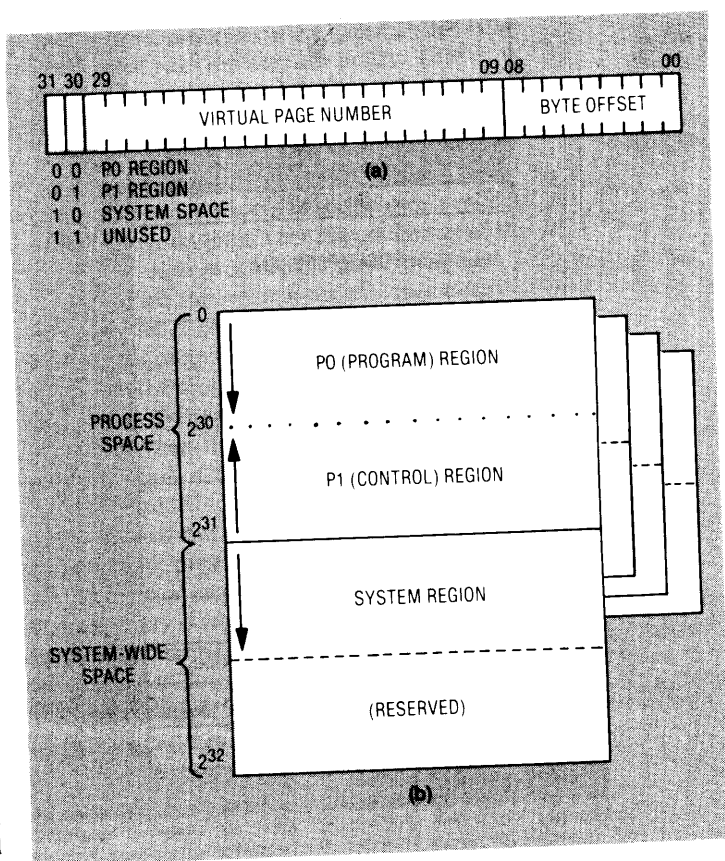 31 30 29 09 08 00
VIRTUAL PAGE NUMBER BYTE OFFSET
0 0 P0 REGION
0 1 P1 REGION
1 0 SYSTEM SPACE
1 1 UNUSED
(a)
0
P0 (PROGRAM) REGION
PROCESS
SPACE
2^30
P1 (CONTROL) REGION
2^31
SYSTEM REGION
SYSTEM-WIDE
SPACE
(RESERVED)
2^32
(b)